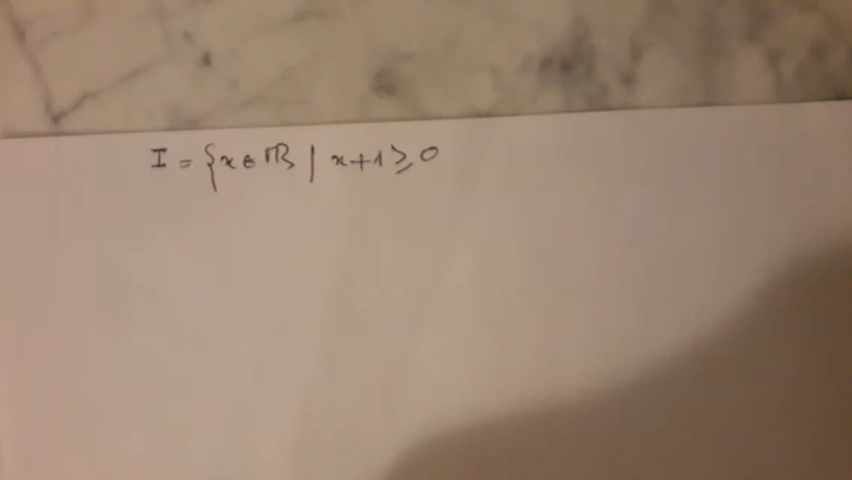 I = {x ∈ ℝ | x+1 ≥ 0